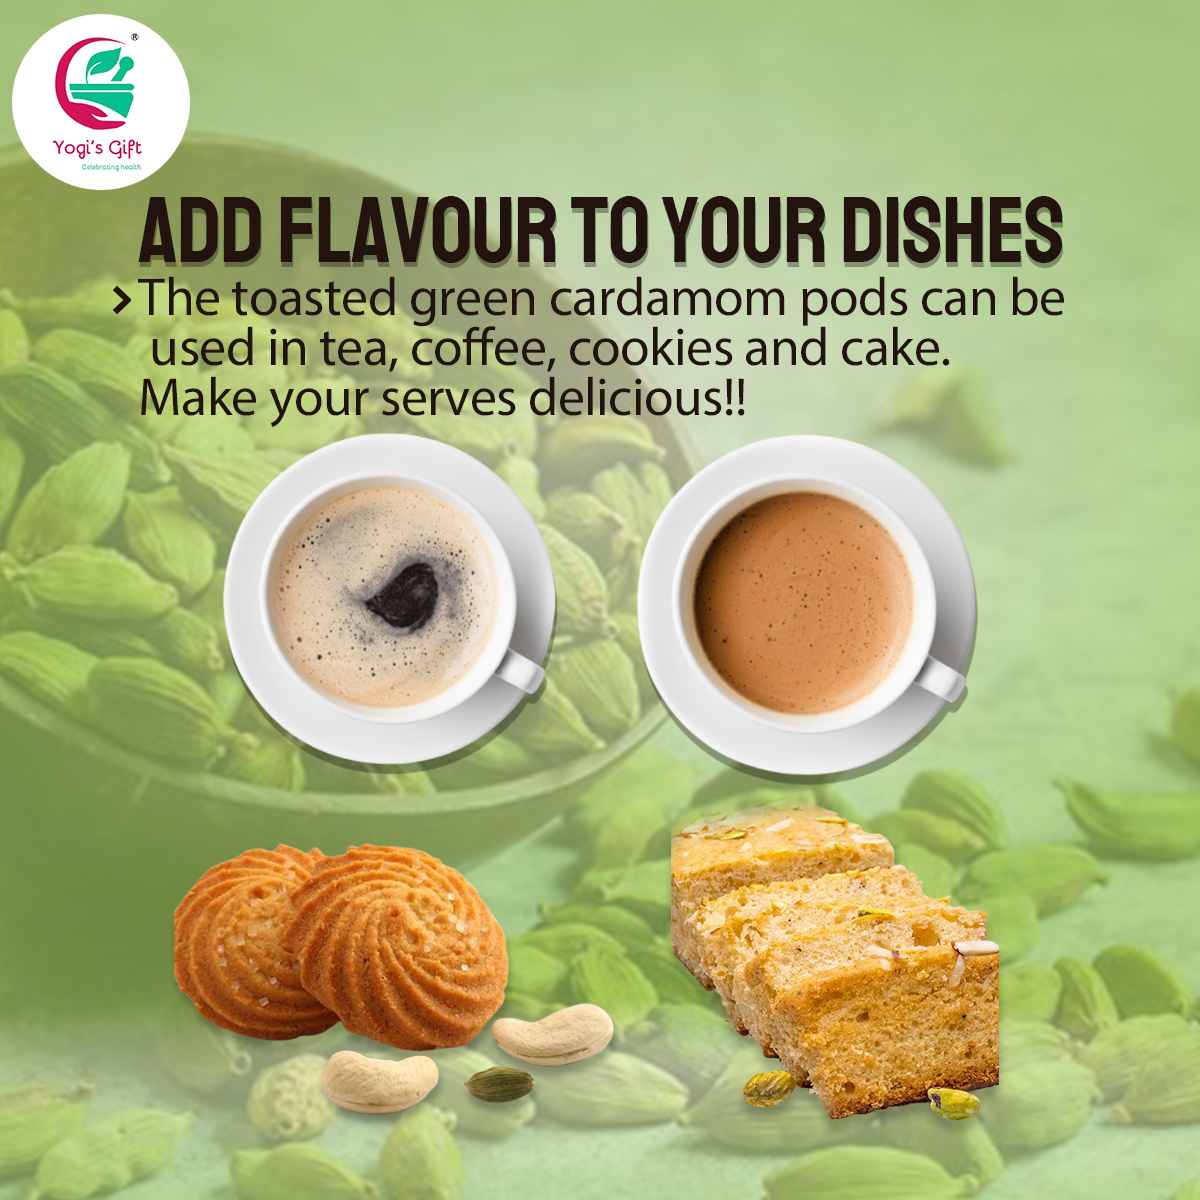 ®
Yogi's Gift
Celebrating health
ADD FLAVOUR TO YOUR DISHES
The toasted green cardamom pods can be
used in tea, coffee, cookies and cake.
Make your serves delicious!!